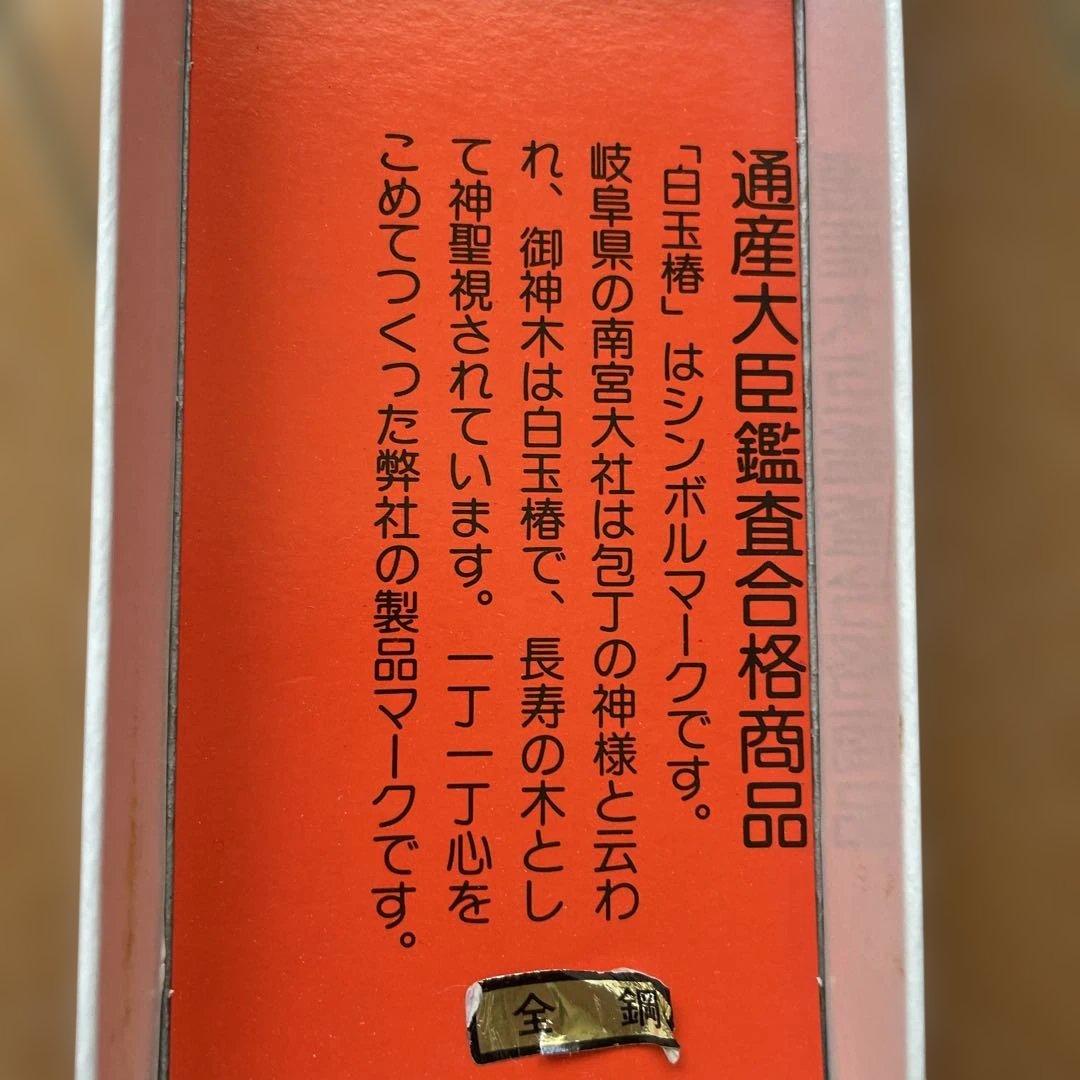 通産大臣鑑査合格商品
「白玉椿」はシンボルマークです。
岐阜県の南宮大社は包丁の神様と云わ
れ、御神木は白玉椿で、長寿の木とし
て神聖視されています。一丁一丁心を
こめてつくった弊社の製品マークです。
全鋼